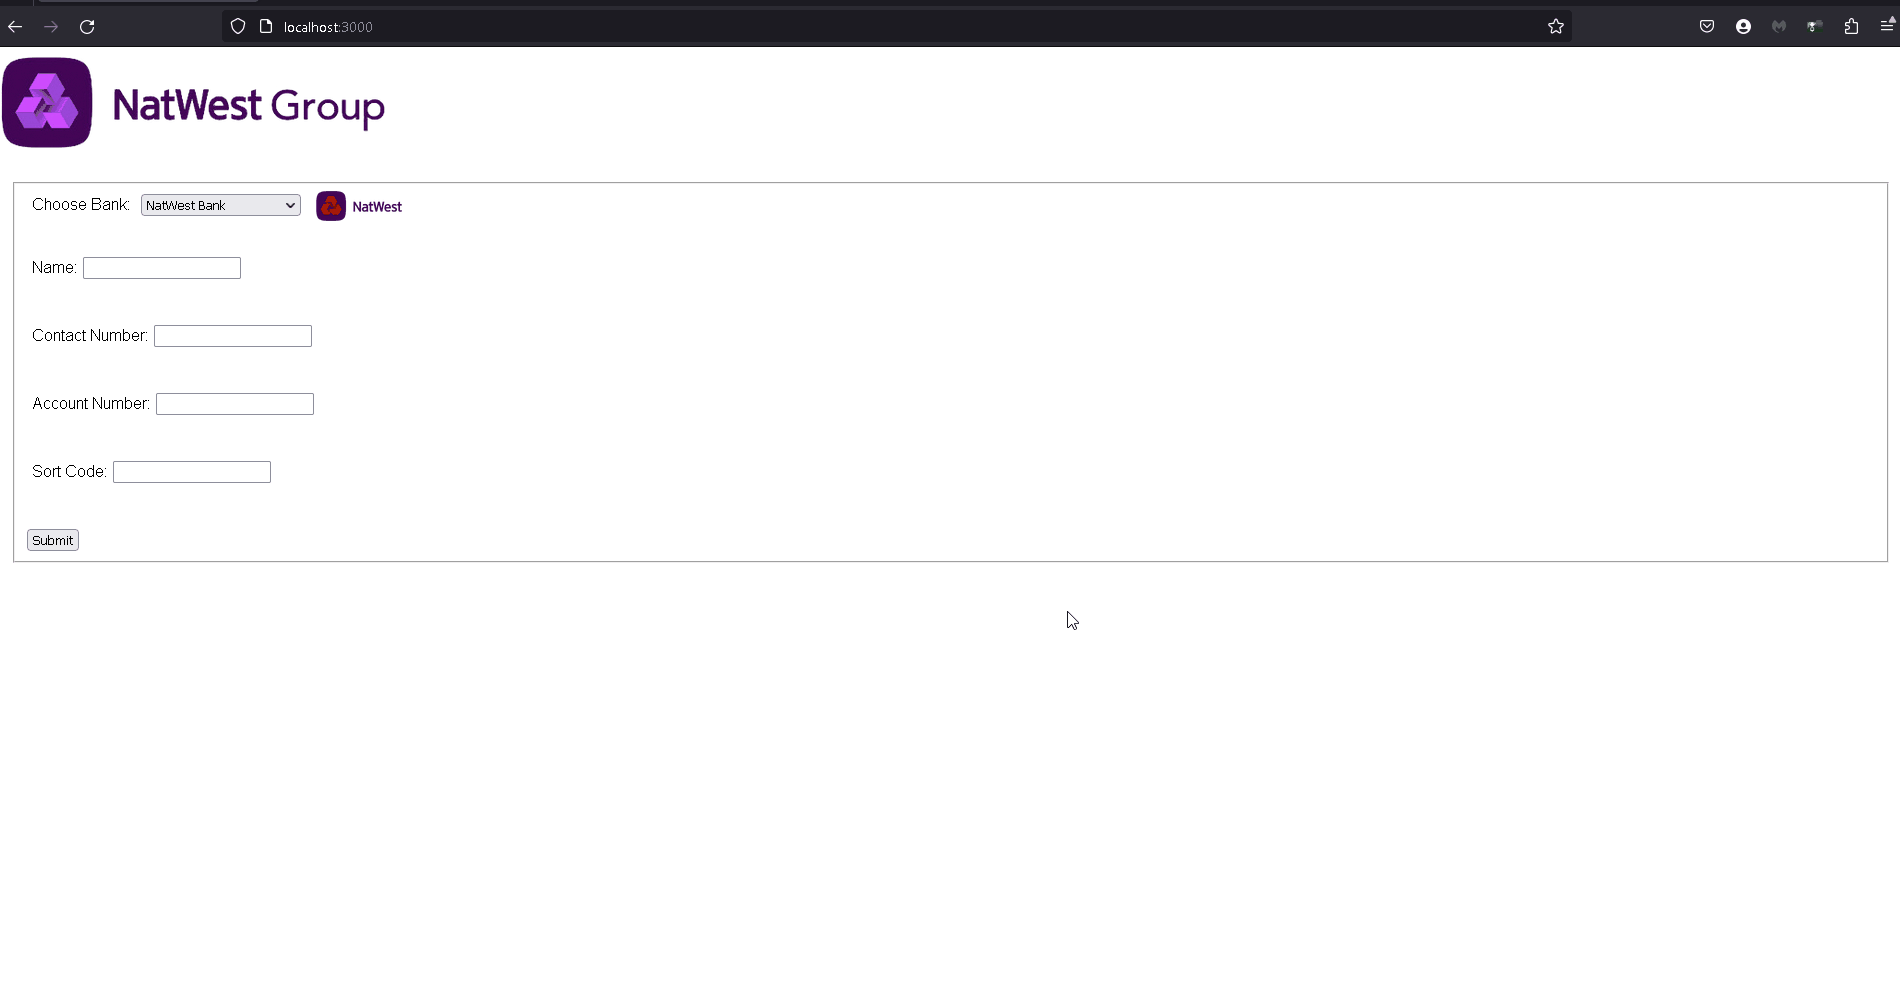 localhost:3000
NatWest Group
Choose Bank: NatWest Bank NatWest
Name:
Contact Number:
Account Number:
Sort Code:
Submit